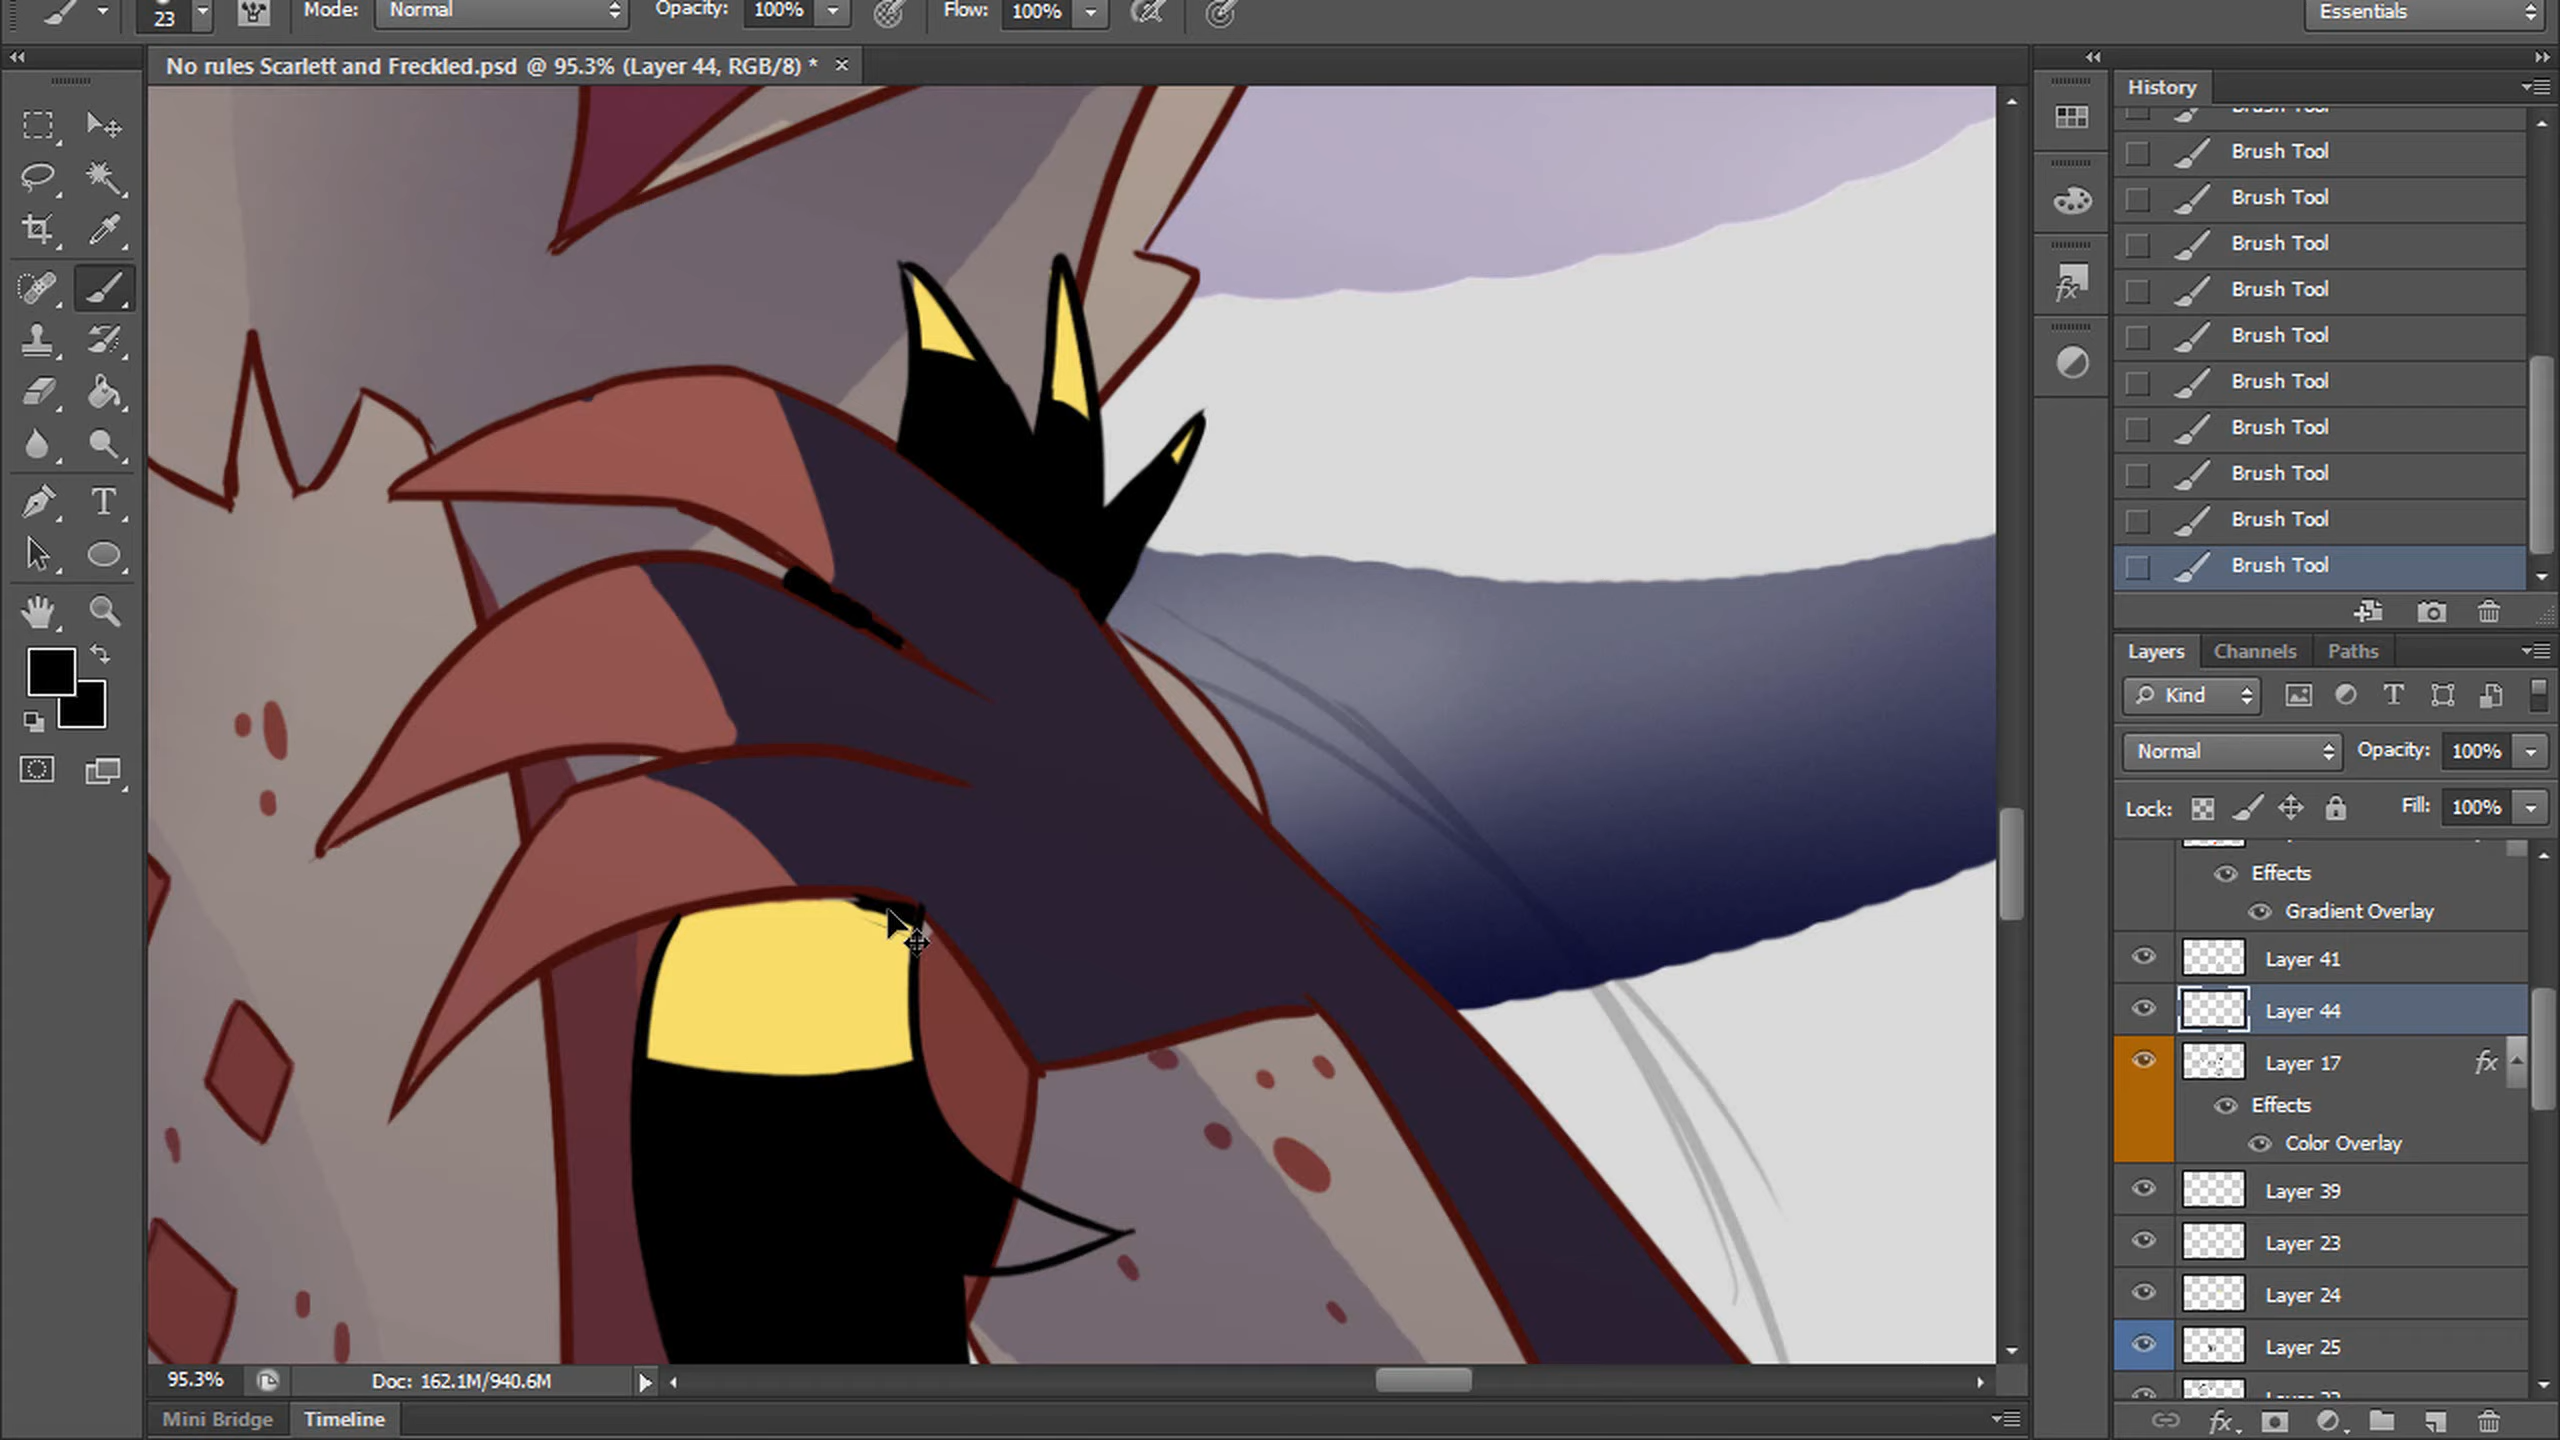 23 Mode: Normal Opacity: 100% Flow: 100% Essentials
No rules Scarlett and Freckled.psd @ 95.3% (Layer 44, RGB/8) * ×
History
Brush Tool
Brush Tool
Brush Tool
Brush Tool
Brush Tool
Brush Tool
Brush Tool
Brush Tool
Brush Tool
Brush Tool
Layers Channels Paths
Kind
Normal Opacity: 100%
Lock: Fill: 100%
Effects
Gradient Overlay
Layer 41
Layer 44
Layer 17 fx
Effects
Color Overlay
Layer 39
Layer 23
Layer 24
Layer 25
95.3% Doc: 162.1M/940.6M
Mini Bridge Timeline